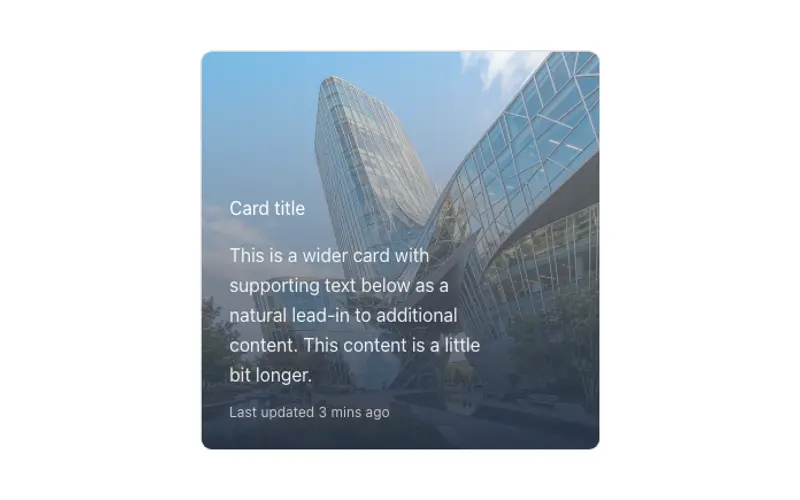 Card title
This is a wider card with
supporting text below as a
natural lead-in to additional
content. This content is a little
bit longer.
Last updated 3 mins ago